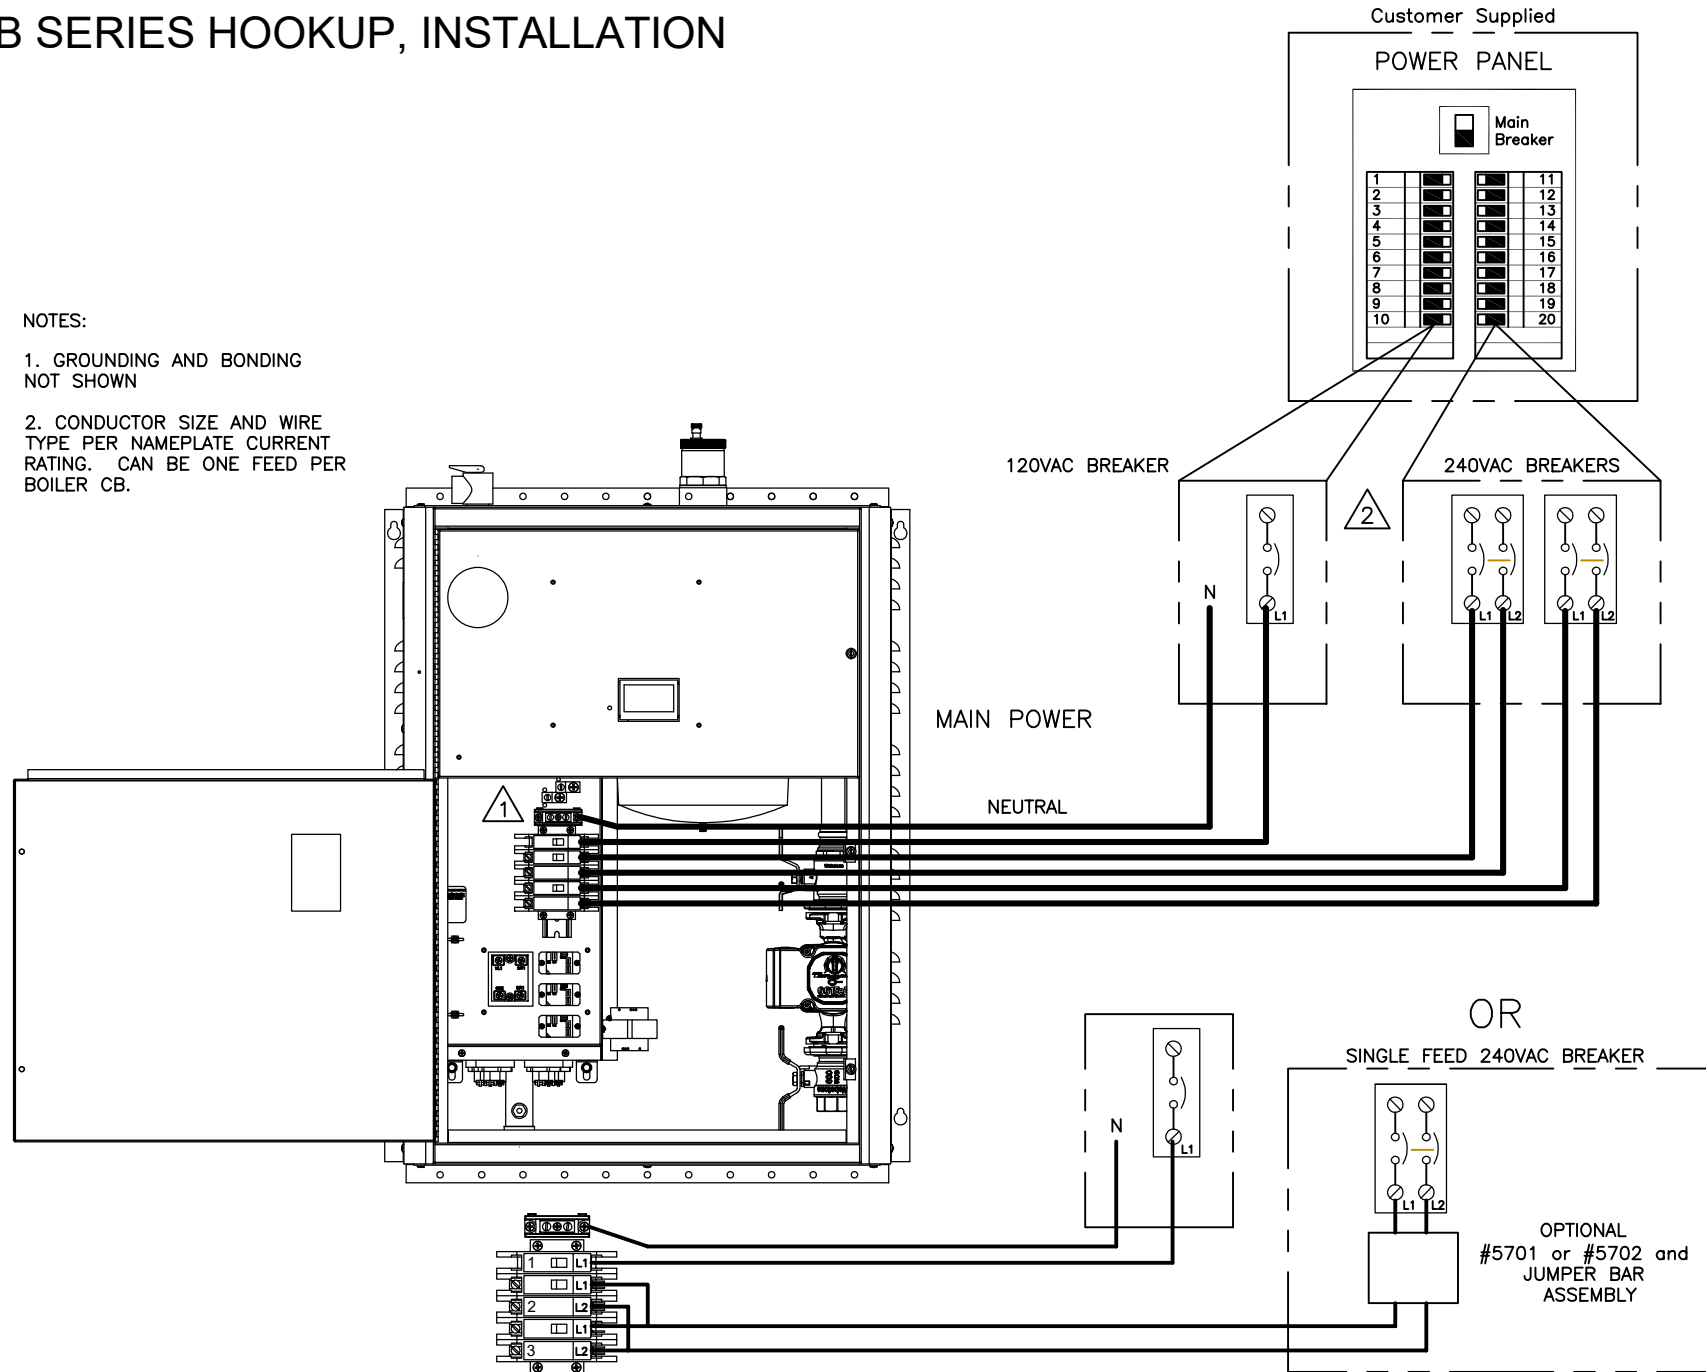 B SERIES HOOKUP, INSTALLATION
Customer Supplied
POWER PANEL
Main
Breaker
1 11
2 12
3 13
4 14
5 15
6 16
7 17
8 18
9 19
10 20
NOTES:
1. GROUNDING AND BONDING
NOT SHOWN
2. CONDUCTOR SIZE AND WIRE
TYPE PER NAMEPLATE CURRENT
RATING. CAN BE ONE FEED PER
BOILER CB.
120VAC BREAKER
240VAC BREAKERS
2
N
L1
L1 L2
L1 L2
MAIN POWER
NEUTRAL
1
OR
SINGLE FEED 240VAC BREAKER
N
L1
L1 L2
OPTIONAL
#5701 or #5702 and
JUMPER BAR
ASSEMBLY
1 L1
L1
2 L2
L1
3 L2